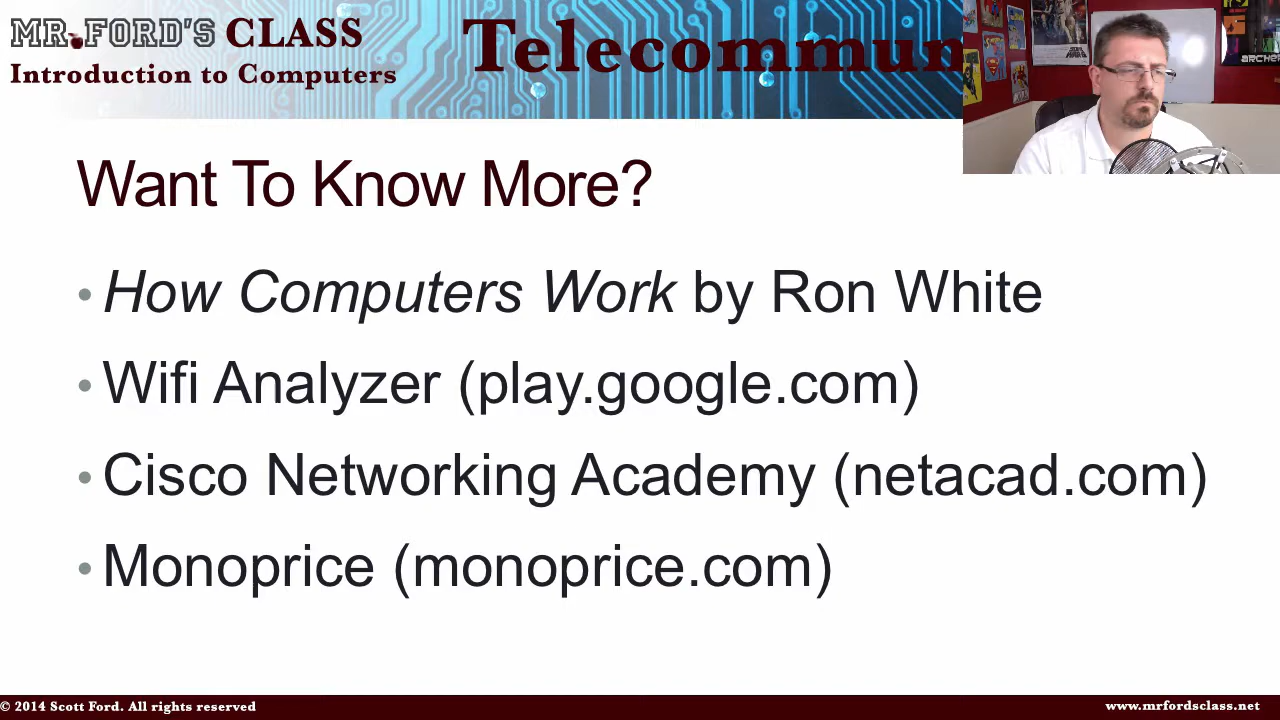 MR. FORD'S CLASS
Introduction to Computers
Telecommun
ARCHER
Want To Know More?
• How Computers Work by Ron White
• Wifi Analyzer (play.google.com)
• Cisco Networking Academy (netacad.com)
• Monoprice (monoprice.com)
© 2014 Scott Ford. All rights reserved
www.mrfordsclass.net